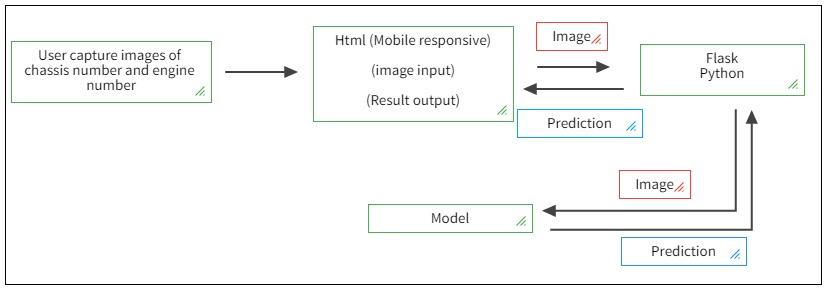 User capture images of
chassis number and engine
number
Html (Mobile responsive)
(image input)
(Result output)
Image
Prediction
Flask
Python
Image
Model
Prediction